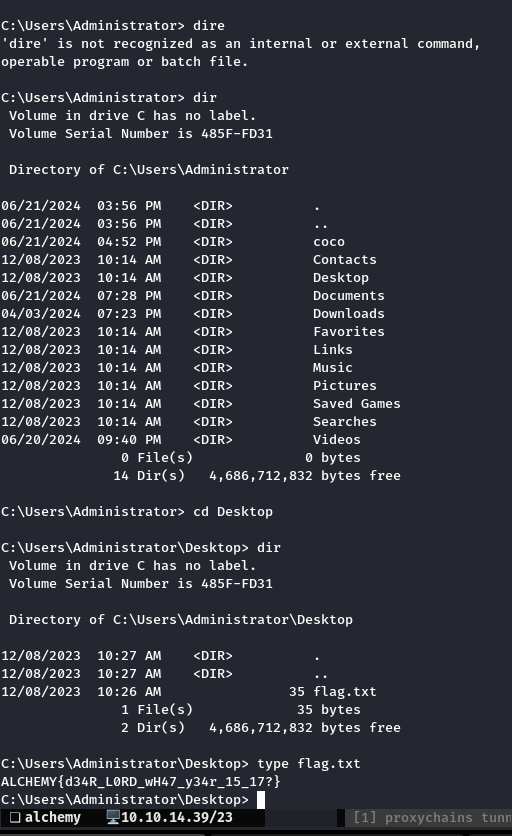 C:\Users\Administrator> dire
'dire' is not recognized as an internal or external command,
operable program or batch file.
C:\Users\Administrator> dir
 Volume in drive C has no label.
 Volume Serial Number is 485F-FD31
 Directory of C:\Users\Administrator
06/21/2024  03:56 PM    <DIR>          .
06/21/2024  03:56 PM    <DIR>          ..
06/21/2024  04:52 PM    <DIR>          coco
12/08/2023  10:14 AM    <DIR>          Contacts
12/08/2023  10:14 AM    <DIR>          Desktop
06/21/2024  07:28 PM    <DIR>          Documents
04/03/2024  07:23 PM    <DIR>          Downloads
12/08/2023  10:14 AM    <DIR>          Favorites
12/08/2023  10:14 AM    <DIR>          Links
12/08/2023  10:14 AM    <DIR>          Music
12/08/2023  10:14 AM    <DIR>          Pictures
12/08/2023  10:14 AM    <DIR>          Saved Games
12/08/2023  10:14 AM    <DIR>          Searches
06/20/2024  09:40 PM    <DIR>          Videos
               0 File(s)              0 bytes
              14 Dir(s)   4,686,712,832 bytes free
C:\Users\Administrator> cd Desktop
C:\Users\Administrator\Desktop> dir
 Volume in drive C has no label.
 Volume Serial Number is 485F-FD31
 Directory of C:\Users\Administrator\Desktop
12/08/2023  10:27 AM    <DIR>          .
12/08/2023  10:27 AM    <DIR>          ..
12/08/2023  10:26 AM                35 flag.txt
               1 File(s)             35 bytes
               2 Dir(s)   4,686,712,832 bytes free
C:\Users\Administrator\Desktop> type flag.txt
ALCHEMY{d34R_L0RD_wH47_y34r_15_17?}
C:\Users\Administrator\Desktop>
alchemy 10.10.14.39/23 [1] proxychains tunn